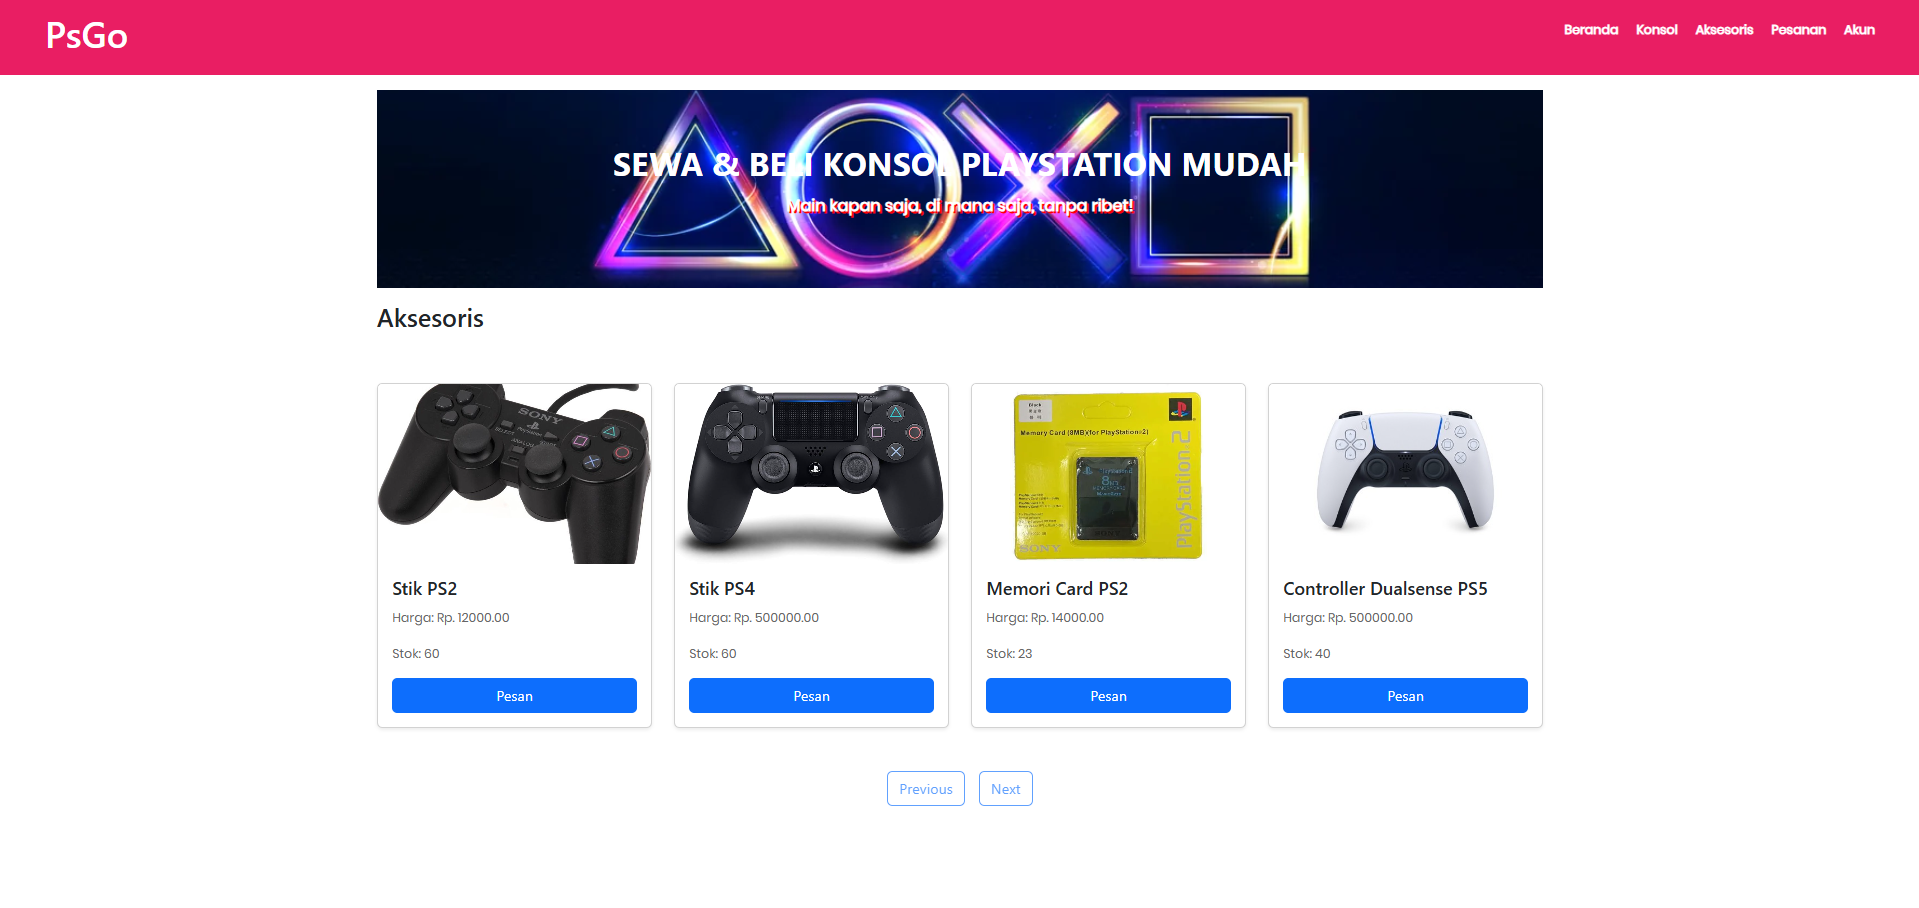 PsGo
Beranda Konsol Aksesoris Pesanan Akun
SEWA & BELI KONSOL PLAYSTATION MUDAH
Main kapan saja, di mana saja, tanpa ribet!
Aksesoris
SONY
SELECT
Memory Card (8MB)(for PlayStation 2)
PlayStation 2
8MB
SONY
Stik PS2
Harga: Rp. 12000.00
Stok: 60
Pesan
Stik PS4
Harga: Rp. 500000.00
Stok: 60
Pesan
Memori Card PS2
Harga: Rp. 14000.00
Stok: 23
Pesan
Controller Dualsense PS5
Harga: Rp. 500000.00
Stok: 40
Pesan
Previous Next